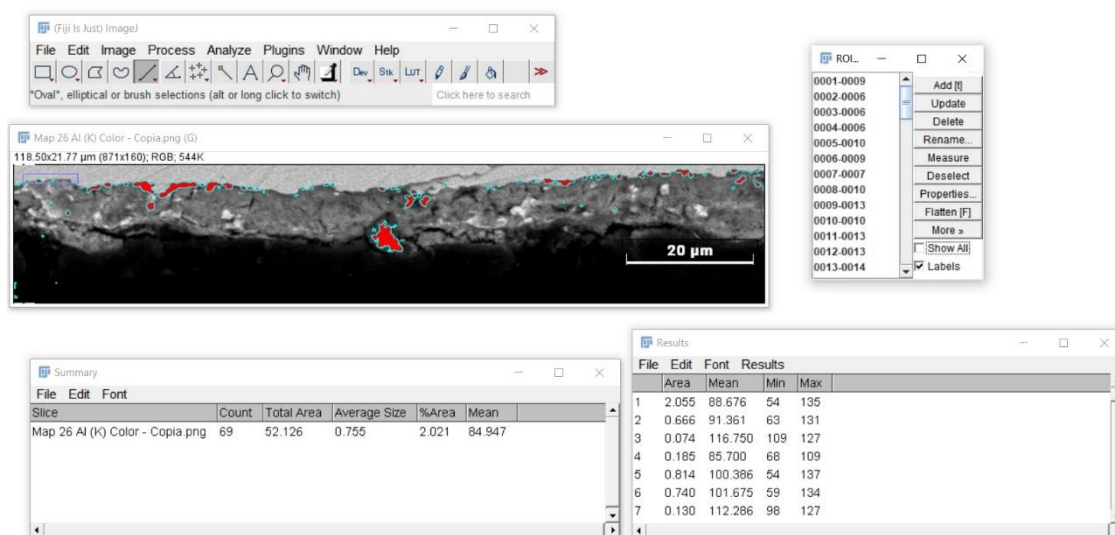 (Fiji Is Just) ImageJ
File Edit Image Process Analyze Plugins Window Help
A Dev Stk LUT
*Oval*, elliptical or brush selections (alt or long click to switch) Click here to search
Map 26 Al (K) Color - Copia.png (G)
118.50x21.77 µm (871x160); RGB; 544K
20 µm
ROI...
0001-0009
0002-0006
0003-0006
0004-0006
0005-0010
0006-0009
0007-0007
0008-0010
0009-0013
0010-0010
0011-0013
0012-0013
0013-0014
Add [t]
Update
Delete
Rename...
Measure
Deselect
Properties...
Flatten [F]
More »
Show All
Labels
Summary
File Edit Font
Slice Count Total Area Average Size %Area Mean
Map 26 Al (K) Color - Copia.png 69 52.126 0.755 2.021 84.947
Results
File Edit Font Results
Area Mean Min Max
1 2.055 88.676 54 135
2 0.666 91.361 63 131
3 0.074 116.750 109 127
4 0.185 85.700 68 109
5 0.814 100.386 54 137
6 0.740 101.675 59 134
7 0.130 112.286 98 127